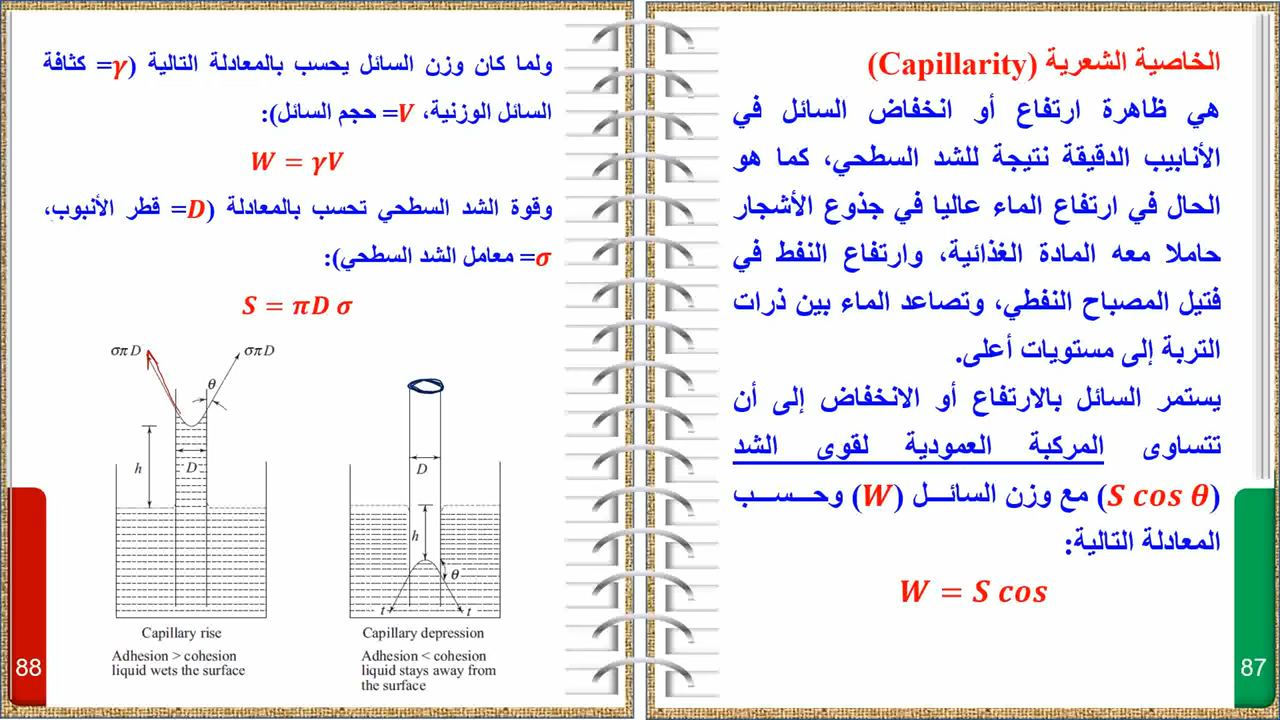 الخاصية الشعرية (Capillarity)
هي ظاهرة ارتفاع أو انخفاض السائل في
الأنابيب الدقيقة نتيجة للشد السطحي، كما هو
الحال في ارتفاع الماء عاليا في جذوع الأشجار
حاملا معه المادة الغذائية، وارتفاع النفط في
فتيل المصباح النفطي، وتصاعد الماء بين ذرات
التربة إلى مستويات أعلى.
يستمر السائل بالارتفاع أو الانخفاض إلى أن
تتساوى المركبة العمودية لقوى الشد
(S cos θ) مع وزن السائـــل (W) وحـــســـب
المعادلة التالية:
W = S cos
87
ولما كان وزن السائل يحسب بالمعادلة التالية (γ= كثافة
السائل الوزنية، V= حجم السائل):
W = γV
وقوة الشد السطحي تحسب بالمعادلة (D= قطر الأنبوب،
σ= معامل الشد السطحي):
S = πD σ
σπ D
σπ D
θ
h
D
Capillary rise
Adhesion > cohesion
liquid wets the surface
D
h
θ
t
t
Capillary depression
Adhesion < cohesion
liquid stays away from
the surface
88